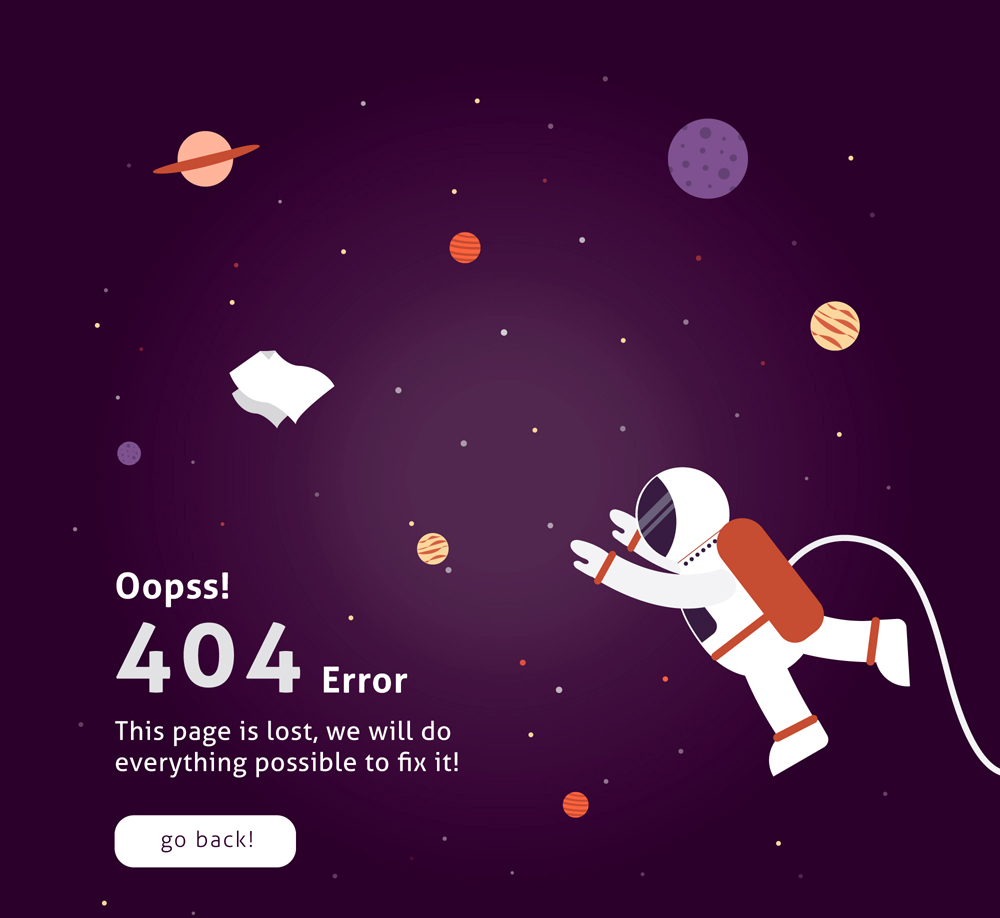 Oopss!
404 Error
This page is lost, we will do
everything possible to fix it!
go back!